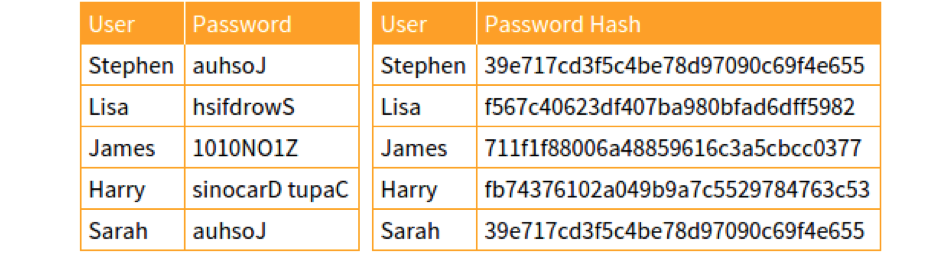 User Password
Stephen auhsoJ
Lisa hsifdrowS
James 1010NO1Z
Harry sinocarD tupaC
Sarah auhsoJ
User Password Hash
Stephen 39e717cd3f5c4be78d97090c69f4e655
Lisa f567c40623df407ba980bfad6dff5982
James 711f1f88006a48859616c3a5cbcc0377
Harry fb74376102a049b9a7c5529784763c53
Sarah 39e717cd3f5c4be78d97090c69f4e655